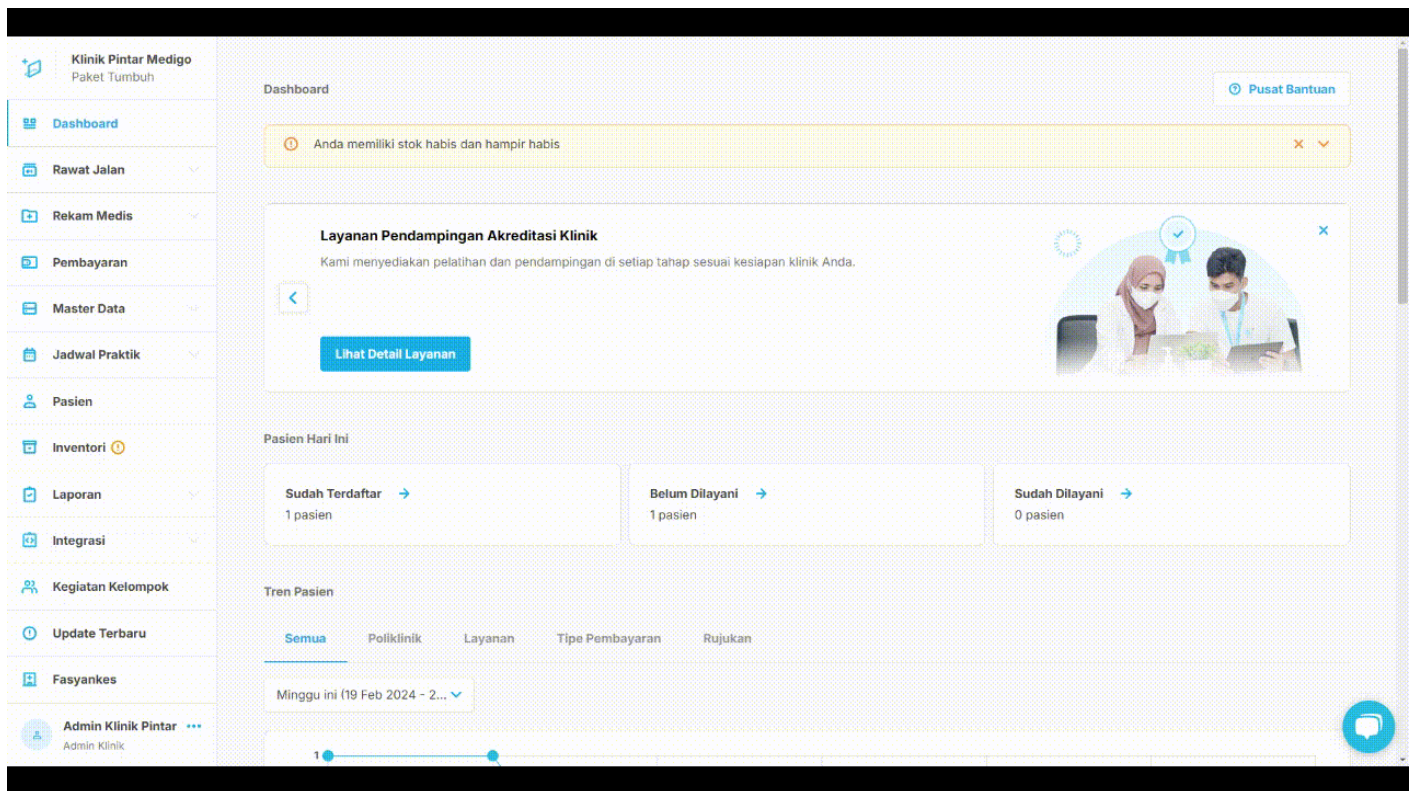 Klinik Pintar Medigo
Paket Tumbuh
Dashboard
Rawat Jalan
Rekam Medis
Pembayaran
Master Data
Jadwal Praktik
Pasien
Inventori
Laporan
Integrasi
Kegiatan Kelompok
Update Terbaru
Fasyankes
Admin Klinik Pintar
Admin Klinik
Dashboard
Pusat Bantuan
Anda memiliki stok habis dan hampir habis
Layanan Pendampingan Akreditasi Klinik
Kami menyediakan pelatihan dan pendampingan di setiap tahap sesuai kesiapan klinik Anda.
Lihat Detail Layanan
Pasien Hari Ini
Sudah Terdaftar
1 pasien
Belum Dilayani
1 pasien
Sudah Dilayani
0 pasien
Tren Pasien
Semua Poliklinik Layanan Tipe Pembayaran Rujukan
Minggu ini (19 Feb 2024 - 2...
1